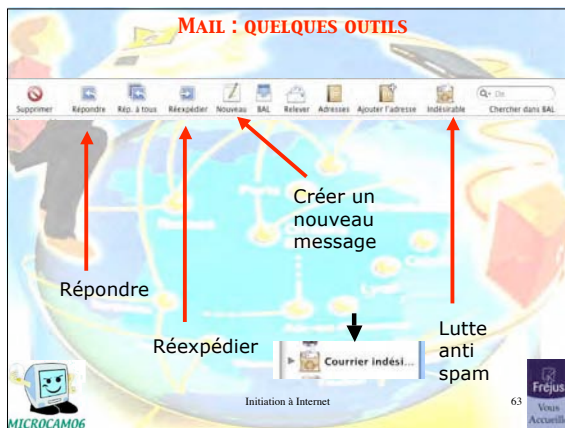 MAIL : QUELQUES OUTILS
Supprimer Répondre Rép. à tous Réexpédier Nouveau BAL Relever Adresses Ajouter l'adresse Indésirable Chercher dans BAL
Créer un
nouveau
message
Répondre
Réexpédier
Lutte
anti
spam
Courrier indési...
Initiation à Internet
63
MICROCAM06
Fréjus
Vous
Accueille